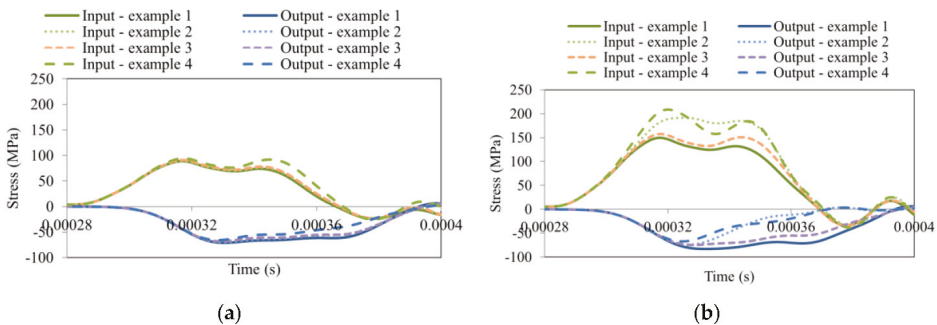 Input - example 1 Output - example 1
Input - example 2 Output - example 2
Input - example 3 Output - example 3
Input - example 4 Output - example 4
250
200
150
100
50
0
-50
-100
Stress (MPa)
0.00028 0.00032 0.00036 0.0004
Time (s)
(a)
Input - example 1 Output - example 1
Input - example 2 Output - example 2
Input - example 3 Output - example 3
Input - example 4 Output - example 4
250
200
150
100
50
0
-50
-100
Stress (MPa)
0.00028 0.00032 0.00036 0.0004
Time (s)
(b)